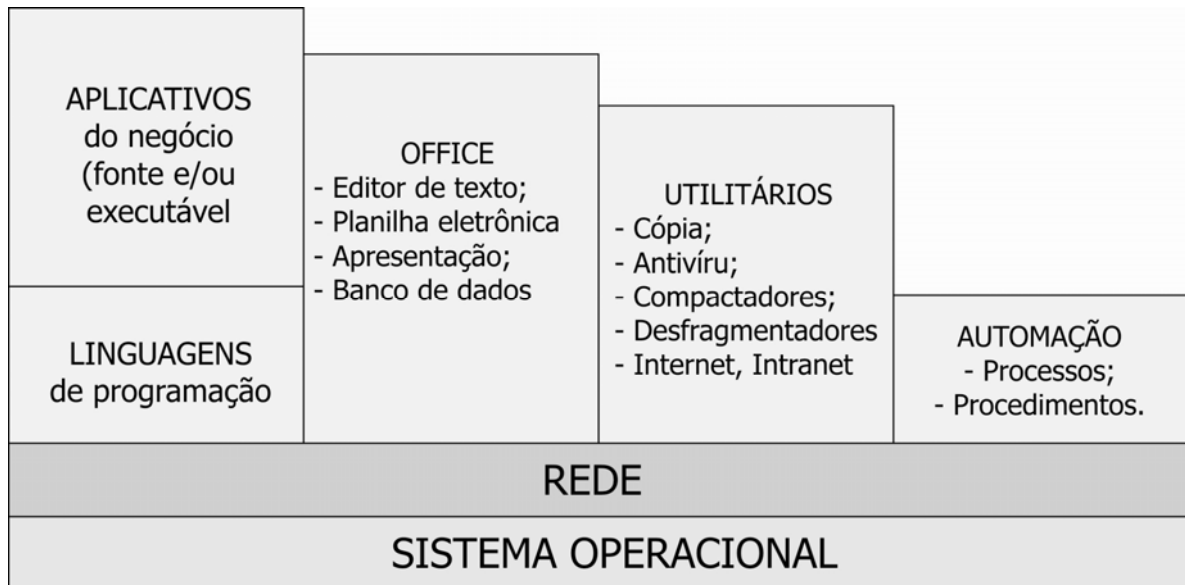 APLICATIVOS
do negócio
(fonte e/ou
executável
LINGUAGENS
de programação
OFFICE
- Editor de texto;
- Planilha eletrônica
- Apresentação;
- Banco de dados
UTILITÁRIOS
- Cópia;
- Antivíru;
- Compactadores;
- Desfragmentadores
- Internet, Intranet
AUTOMAÇÃO
- Processos;
- Procedimentos.
REDE
SISTEMA OPERACIONAL